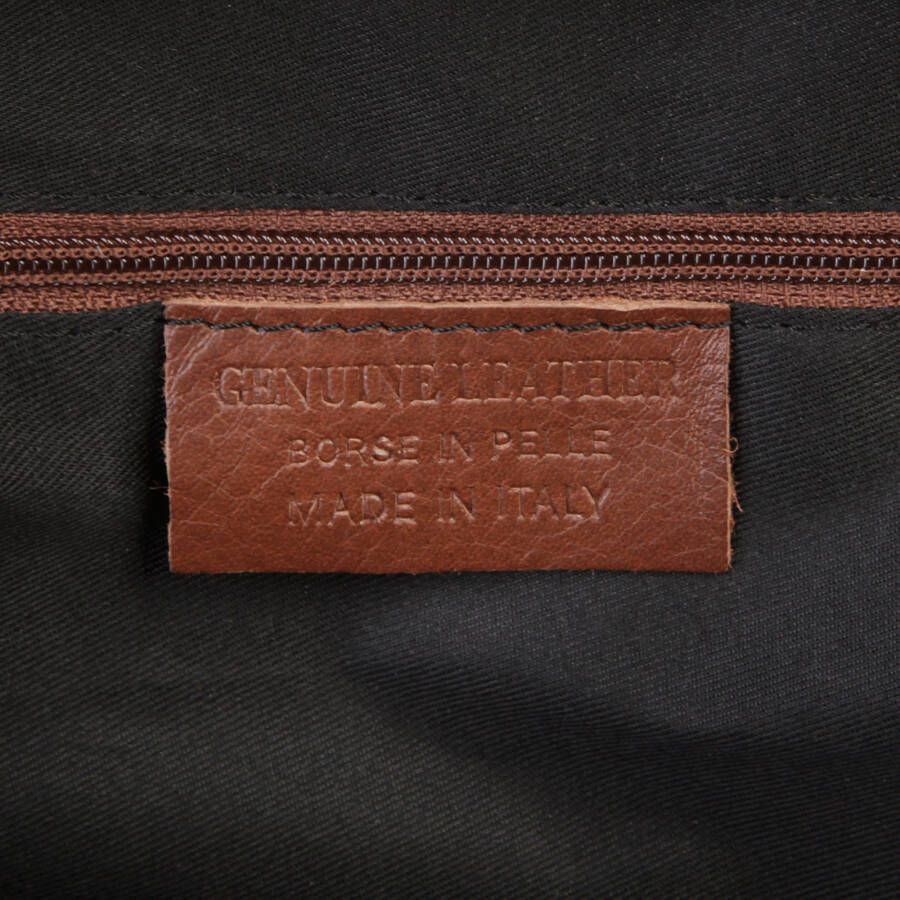 GENUINE LEATHER
BORSE IN PELLE
MADE IN ITALY